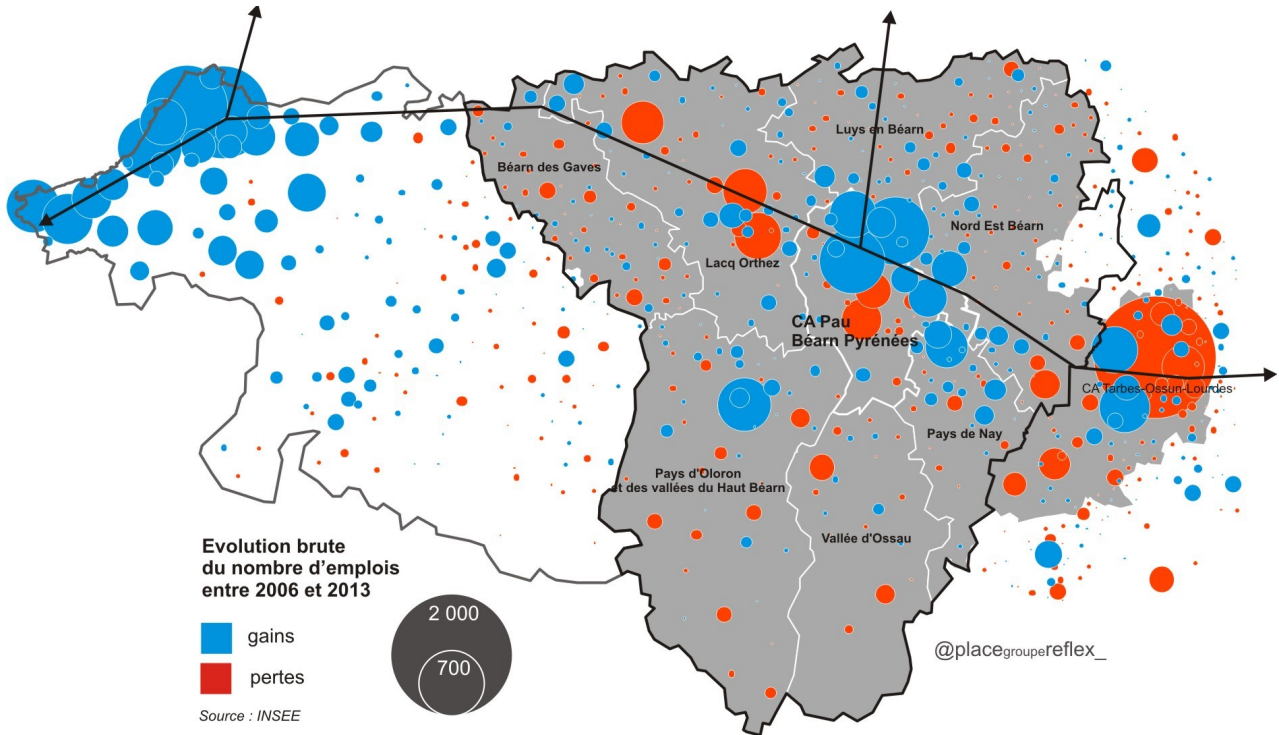 Luys en Béarn
Béarn des Gaves
Nord Est Béarn
Lacq Orthez
CA Pau
Béarn Pyrénées
CA Tarbes-Ossun-Lourdes
Pays de Nay
Pays d'Oloron
et des vallées du Haut Béarn
Vallée d'Ossau
Evolution brute
du nombre d'emplois
entre 2006 et 2013
gains
pertes
Source : INSEE
2 000
700
@placegroupereflex_